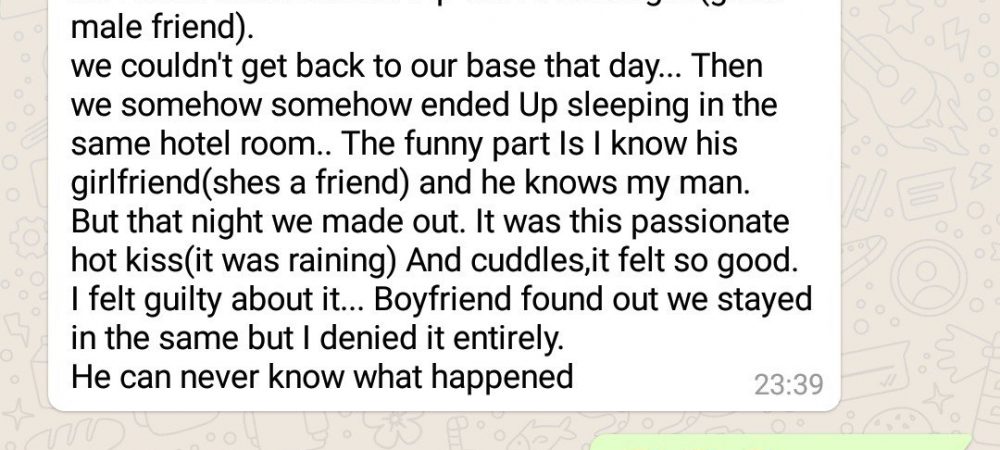 male friend).
we couldn't get back to our base that day... Then
we somehow somehow ended Up sleeping in the
same hotel room.. The funny part Is I know his
girlfriend(shes a friend) and he knows my man.
But that night we made out. It was this passionate
hot kiss(it was raining) And cuddles,it felt so good.
I felt guilty about it... Boyfriend found out we stayed
in the same but I denied it entirely.
He can never know what happened
23:39